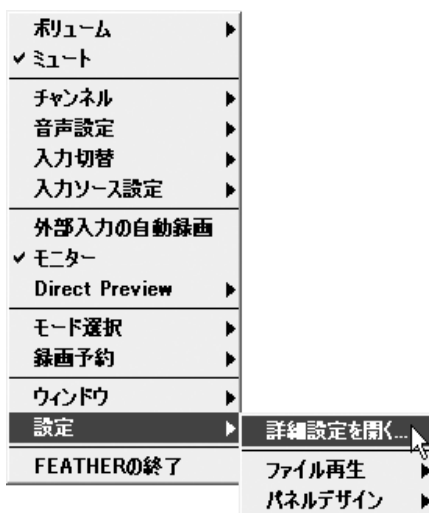 ボリューム
ミュート
チャンネル
音声設定
入力切替
入力ソース設定
外部入力の自動録画
モニター
Direct Preview
モード選択
録画予約
ウィンドウ
設定
詳細設定を開く...
FEATHERの終了
ファイル再生
パネルデザイン